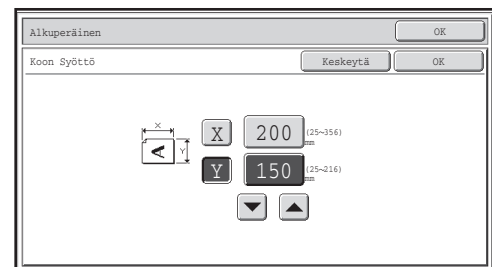 Alkuperäinen OK
Koon Syöttö Keskeytä OK
X
X 200 (25~356)
mm
A Y
Y 150 (25~216)
mm